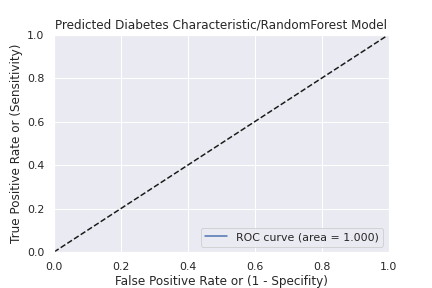 Predicted Diabetes Characteristic/RandomForest Model
True Positive Rate or (Sensitivity)
1.0
0.8
0.6
0.4
0.2
0.0
ROC curve (area = 1.000)
0.0 0.2 0.4 0.6 0.8 1.0
False Positive Rate or (1 - Specifity)